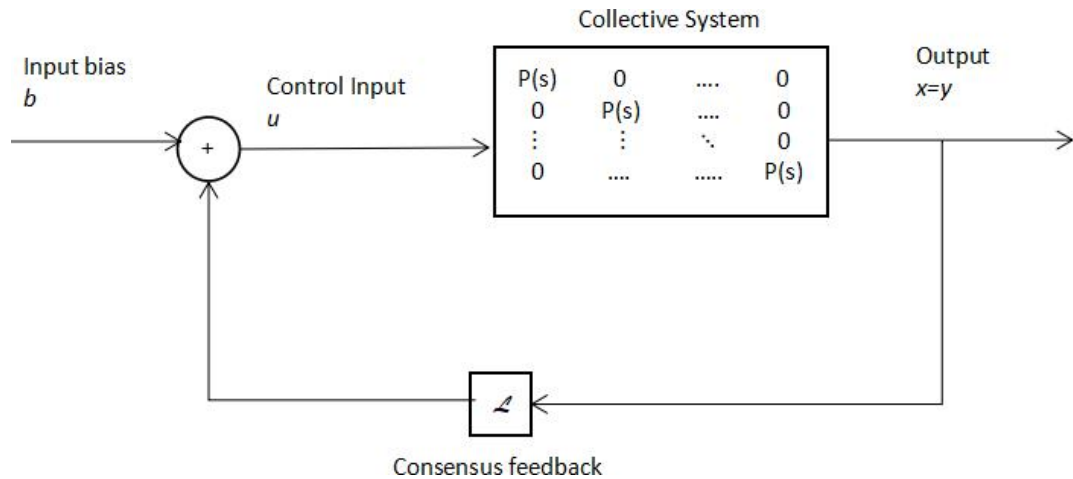 Collective System
Input bias
b
Control Input
u
P(s) 0 .... 0
0 P(s) .... 0
⋮ ⋮ ⋱ 0
0 .... ..... P(s)
Output
x=y
+
ℒ
Consensus feedback